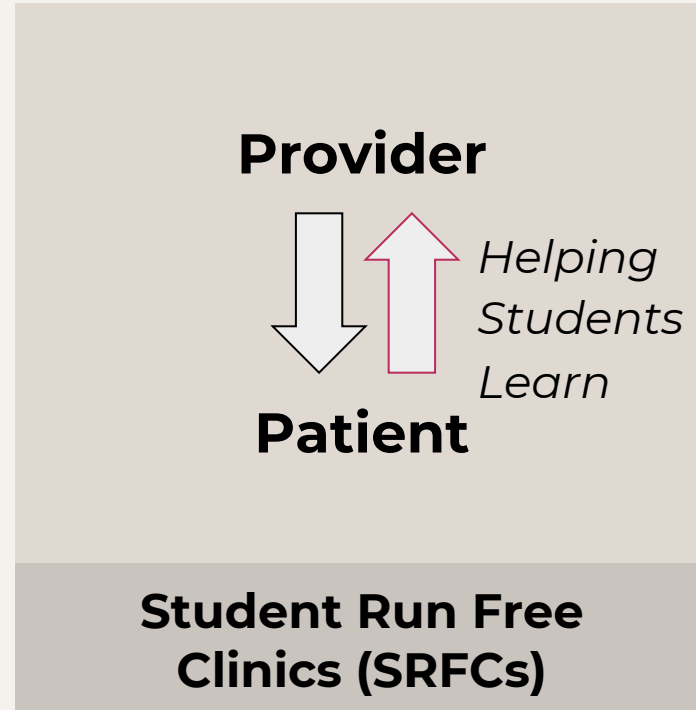 Provider
Helping
Students
Learn
Patient
Student Run Free
Clinics (SRFCs)